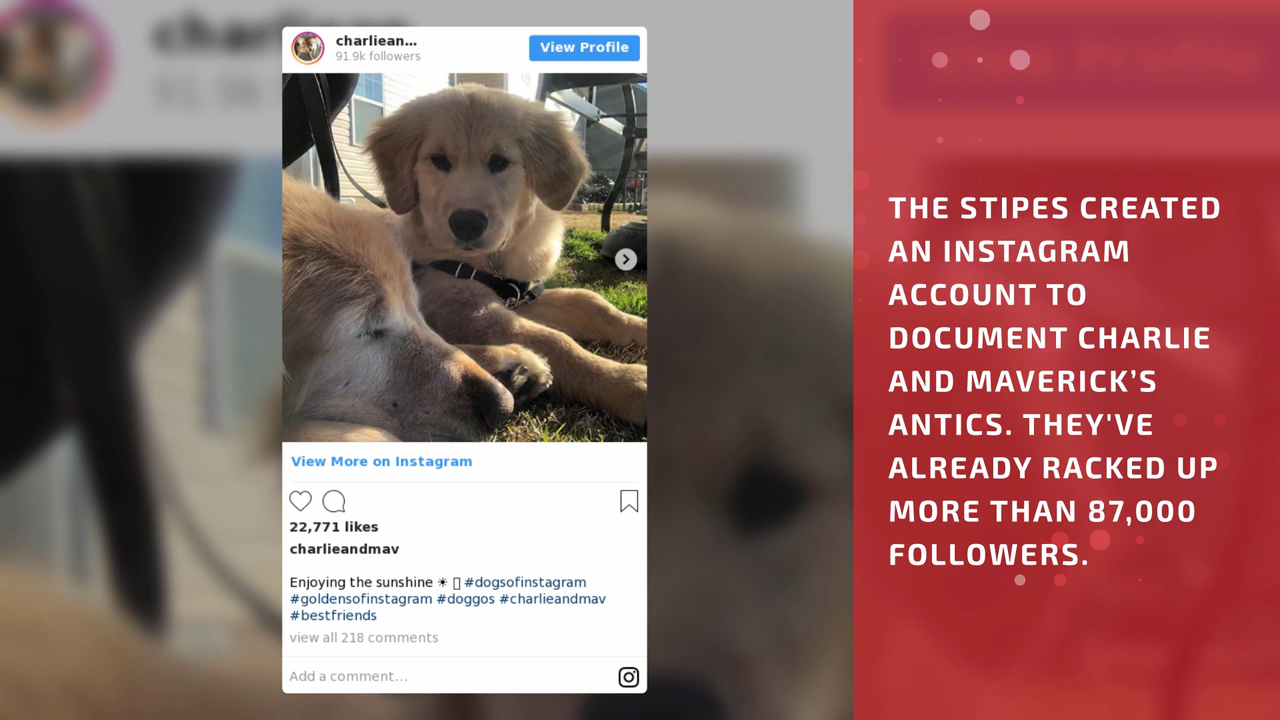 charliean...
91.9k followers
View Profile
View More on Instagram
22,771 likes
charlieandmav
Enjoying the sunshine ☀ #dogsofinstagram
#goldensofinstagram #doggos #charlieandmav
#bestfriends
view all 218 comments
Add a comment...
THE STIPES CREATED
AN INSTAGRAM
ACCOUNT TO
DOCUMENT CHARLIE
AND MAVERICK’S
ANTICS. THEY'VE
ALREADY RACKED UP
MORE THAN 87,000
FOLLOWERS.